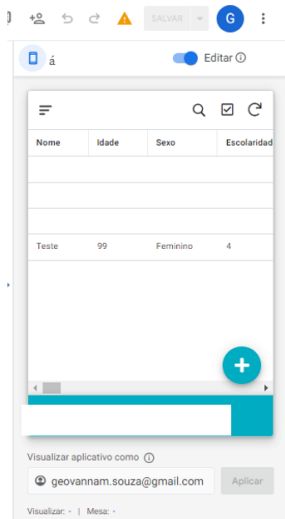 SALVAR
G
á
Editar
Nome Idade Sexo Escolaridad
Teste 99 Feminino 4
Visualizar aplicativo como
geovannam.souza@gmail.com Aplicar
Visualizar: - | Mesa: -